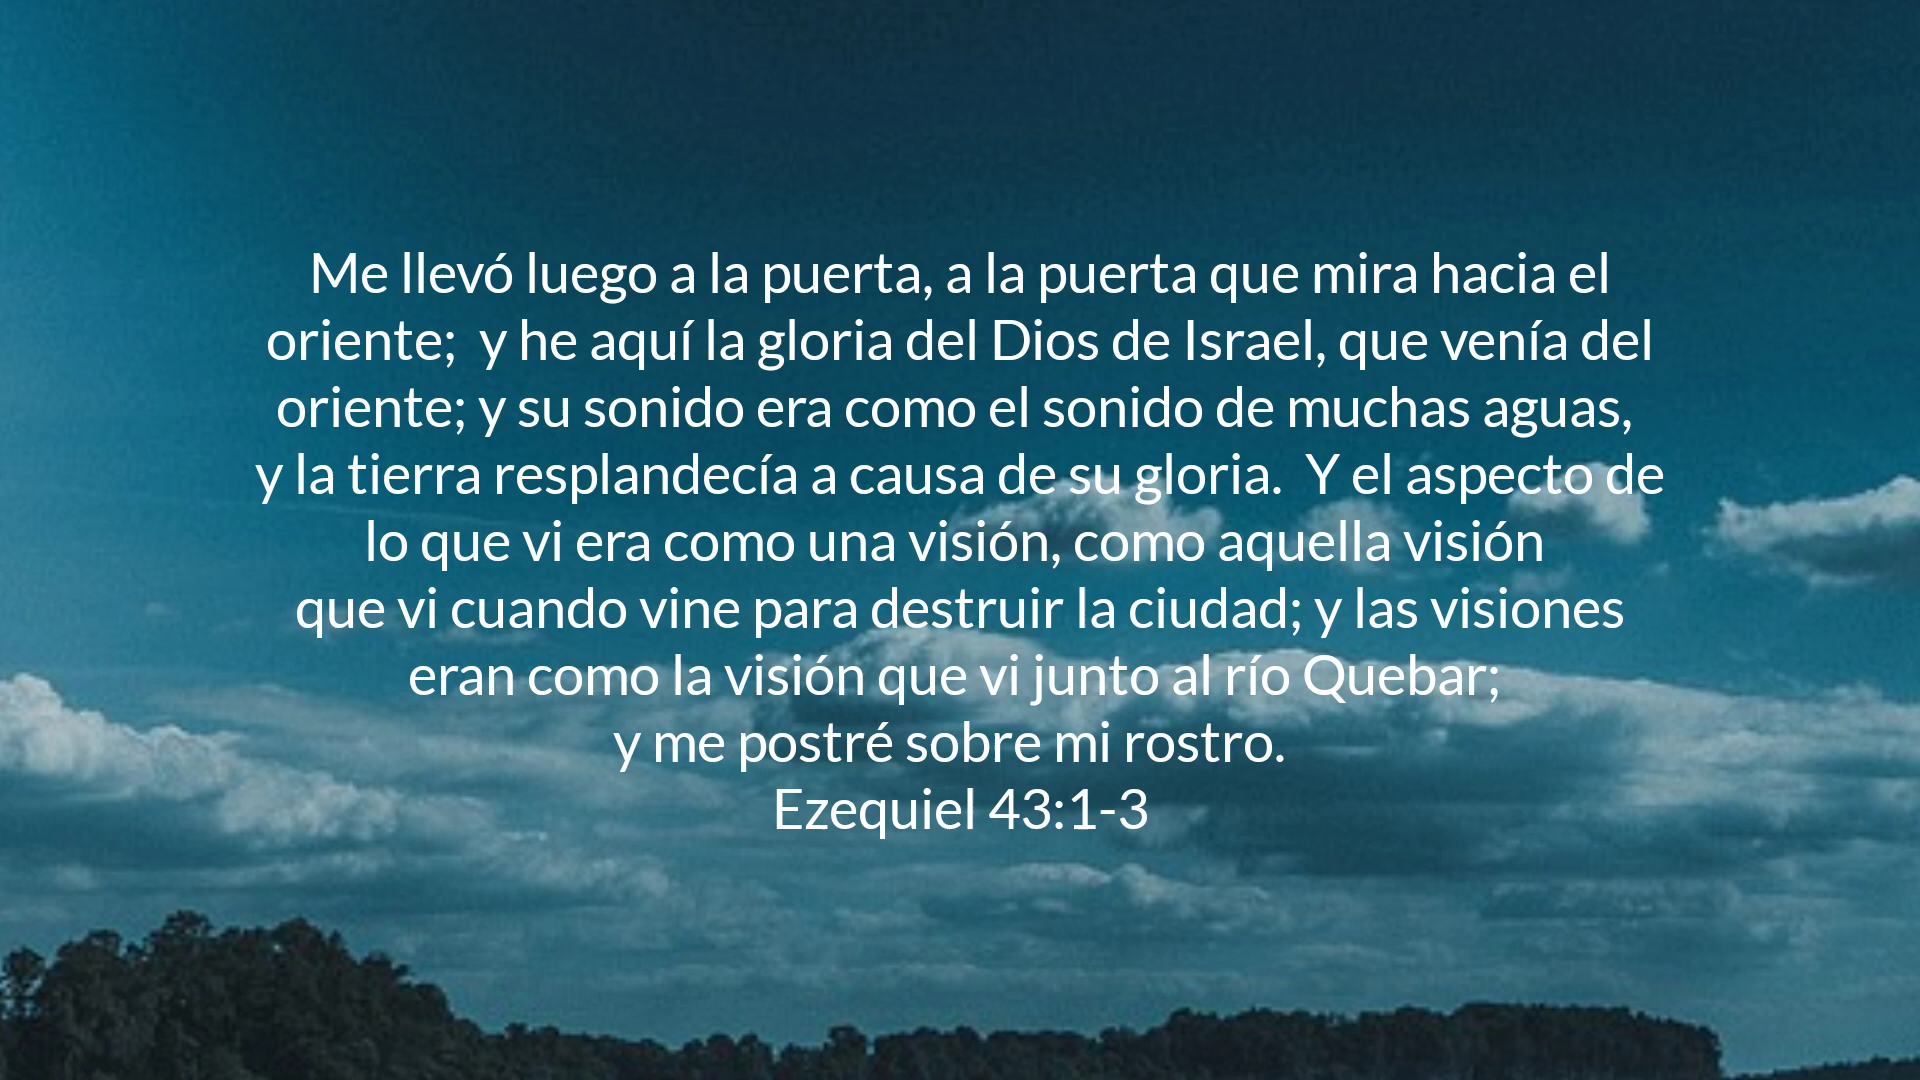 Me llevó luego a la puerta, a la puerta que mira hacia el
oriente;  y he aquí la gloria del Dios de Israel, que venía del
oriente; y su sonido era como el sonido de muchas aguas,
y la tierra resplandecía a causa de su gloria.  Y el aspecto de
lo que vi era como una visión, como aquella visión
que vi cuando vine para destruir la ciudad; y las visiones
eran como la visión que vi junto al río Quebar;
y me postré sobre mi rostro.
Ezequiel 43:1-3